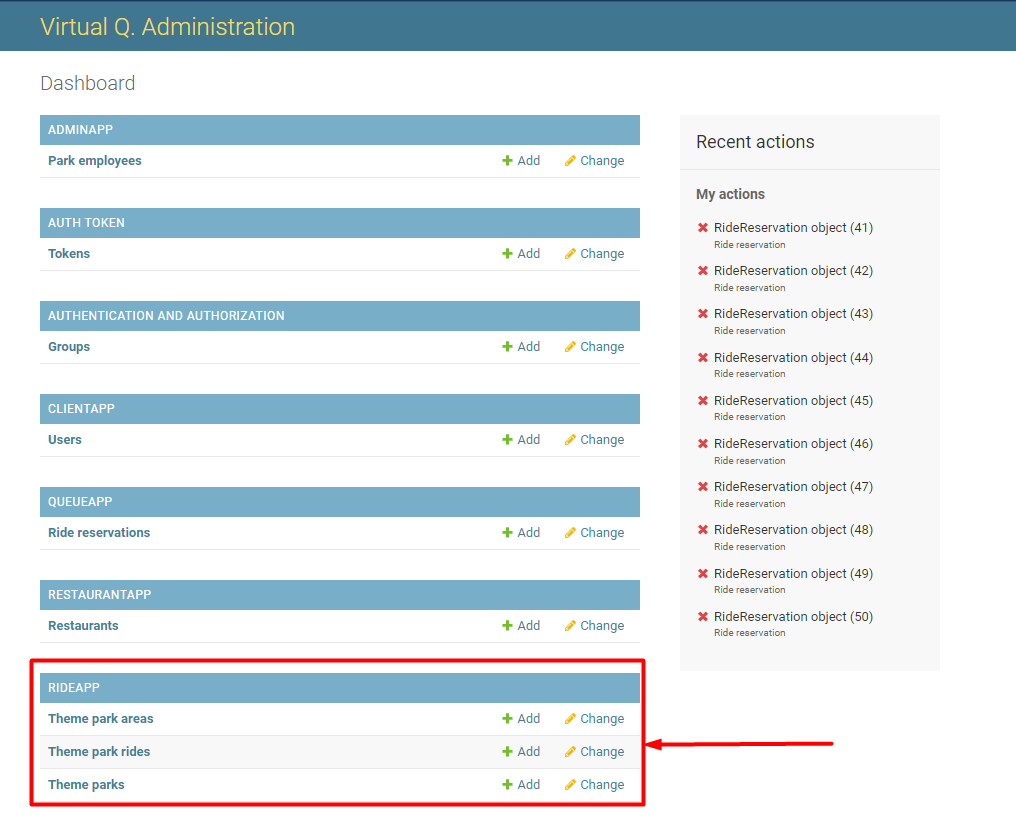 Virtual Q. Administration
Dashboard
ADMINAPP
Park employees Add Change
AUTH TOKEN
Tokens Add Change
AUTHENTICATION AND AUTHORIZATION
Groups Add Change
CLIENTAPP
Users Add Change
QUEUEAPP
Ride reservations Add Change
RESTAURANTAPP
Restaurants Add Change
RIDEAPP
Theme park areas Add Change
Theme park rides Add Change
Theme parks Add Change
Recent actions
My actions
RideReservation object (41)
Ride reservation
RideReservation object (42)
Ride reservation
RideReservation object (43)
Ride reservation
RideReservation object (44)
Ride reservation
RideReservation object (45)
Ride reservation
RideReservation object (46)
Ride reservation
RideReservation object (47)
Ride reservation
RideReservation object (48)
Ride reservation
RideReservation object (49)
Ride reservation
RideReservation object (50)
Ride reservation